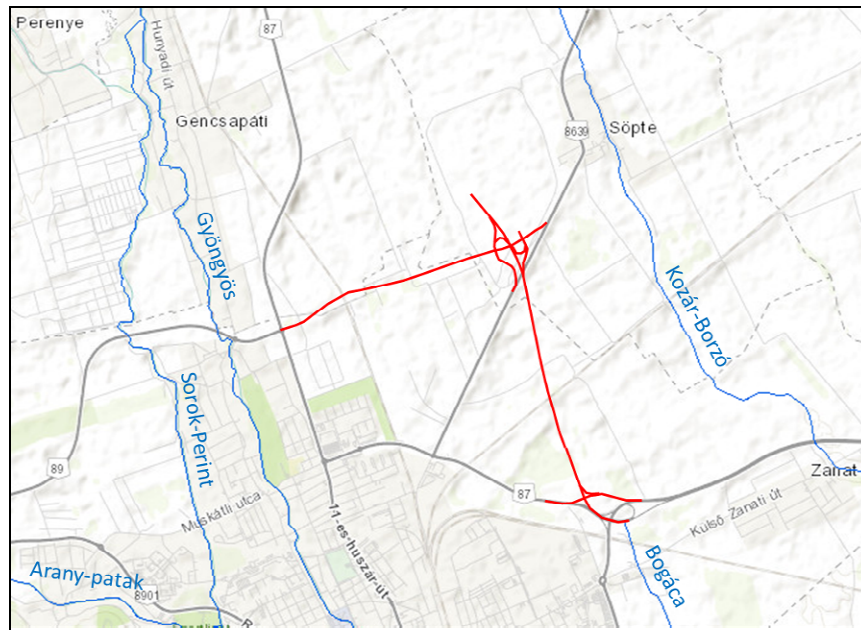 Perenye
Hunyadi út
87
Gencsapáti
8639
Söpte
Gyöngyös
Kozár-Borzó
Sorok-Perint
89
Muskátli utca
11-es-huszár-út
87
Zanat
Külső Zanati út
Arany-patak
8901
Bogáca